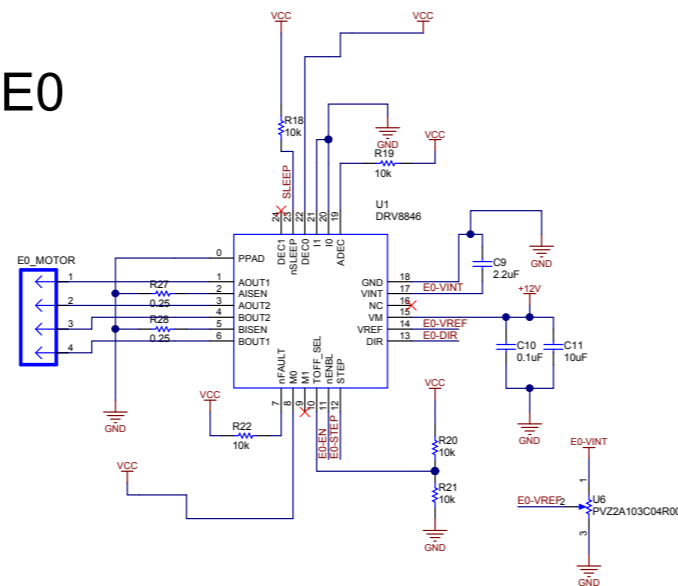 VCC
VCC
E0
R18
10k
GND
VCC
R19
10k
SLEEP
U1
DRV8846
24
23
22
21
20
19
DEC1
nSLEEP
DEC0
I1
I0
ADEC
E0_MOTOR
1
2
3
4
R27
0.25
R28
0.25
GND
0
1
2
3
4
5
6
PPAD
AOUT1
AISEN
AOUT2
BOUT2
BISEN
BOUT1
GND
VINT
NC
VM
VREF
DIR
18
17
16
15
14
13
E0-VINT
E0-VREF
E0-DIR
C9
2.2uF
GND
+12V
C10
0.1uF
C11
10uF
GND
nFAULT
M0
M1
TOFF_SEL
nENBL
STEP
7
8
9
10
11
12
E0-EN
E0-STEP
VCC
R22
10k
VCC
VCC
R20
10k
R21
10k
GND
E0-VINT
1
E0-VREF
2
U6
PVZ2A103C04R00
3
GND